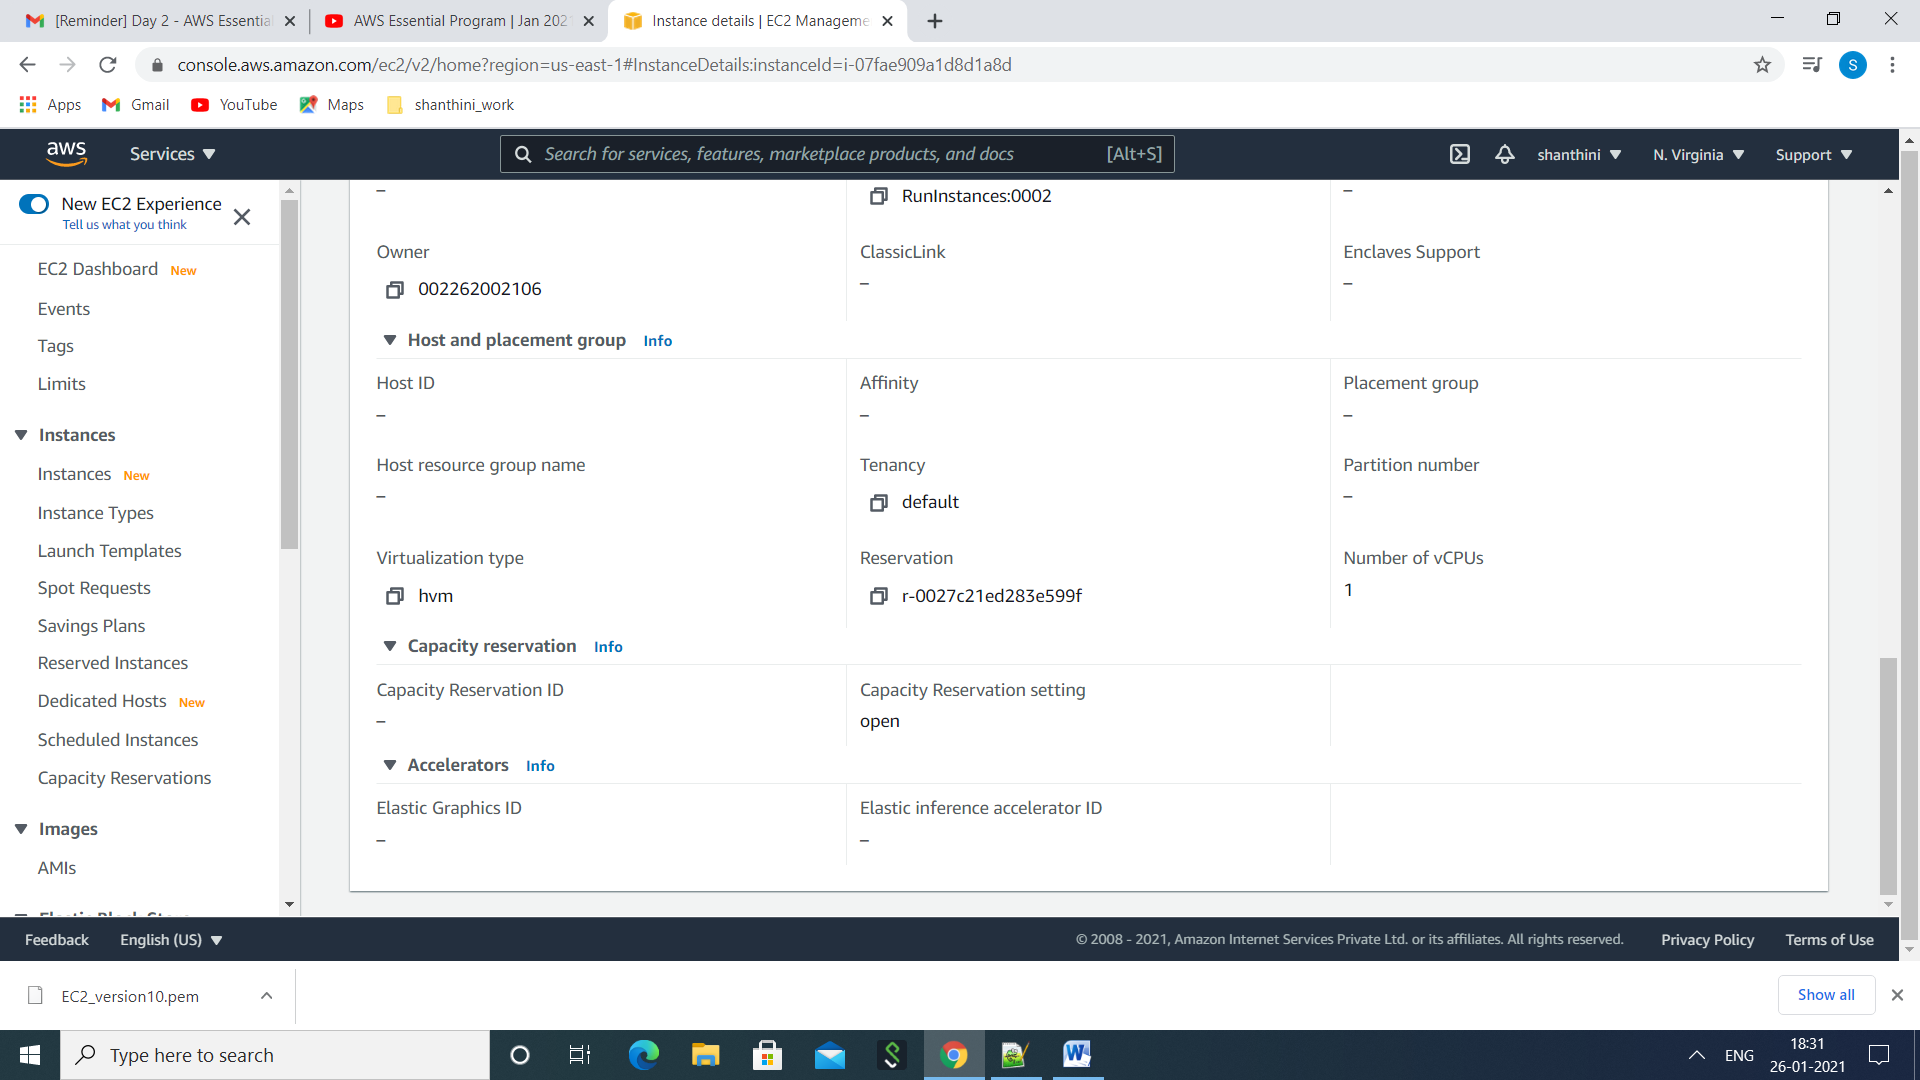 [Reminder] Day 2 - AWS Essentia
AWS Essential Program | Jan 202
Instance details | EC2 Manageme
console.aws.amazon.com/ec2/v2/home?region=us-east-1#InstanceDetails:instanceId=i-07fae909a1d8d1a8d
S
Apps
Gmail
YouTube
Maps
shanthini_work
aws
Services
Search for services, features, marketplace products, and docs
[Alt+S]
shanthini
N. Virginia
Support
New EC2 Experience
Tell us what you think
EC2 Dashboard New
Events
Tags
Limits
Instances
Instances New
Instance Types
Launch Templates
Spot Requests
Savings Plans
Reserved Instances
Dedicated Hosts New
Scheduled Instances
Capacity Reservations
Images
AMIs
–
RunInstances:0002
–
Owner
002262002106
ClassicLink
–
Enclaves Support
–
Host and placement group Info
Host ID
–
Affinity
–
Placement group
–
Host resource group name
–
Tenancy
default
Partition number
–
Virtualization type
hvm
Reservation
r-0027c21ed283e599f
Number of vCPUs
1
Capacity reservation Info
Capacity Reservation ID
–
Capacity Reservation setting
open
Accelerators Info
Elastic Graphics ID
–
Elastic inference accelerator ID
–
Feedback
English (US)
© 2008 - 2021, Amazon Internet Services Private Ltd. or its affiliates. All rights reserved.
Privacy Policy
Terms of Use
EC2_version10.pem
Show all
Type here to search
ENG
18:31
26-01-2021